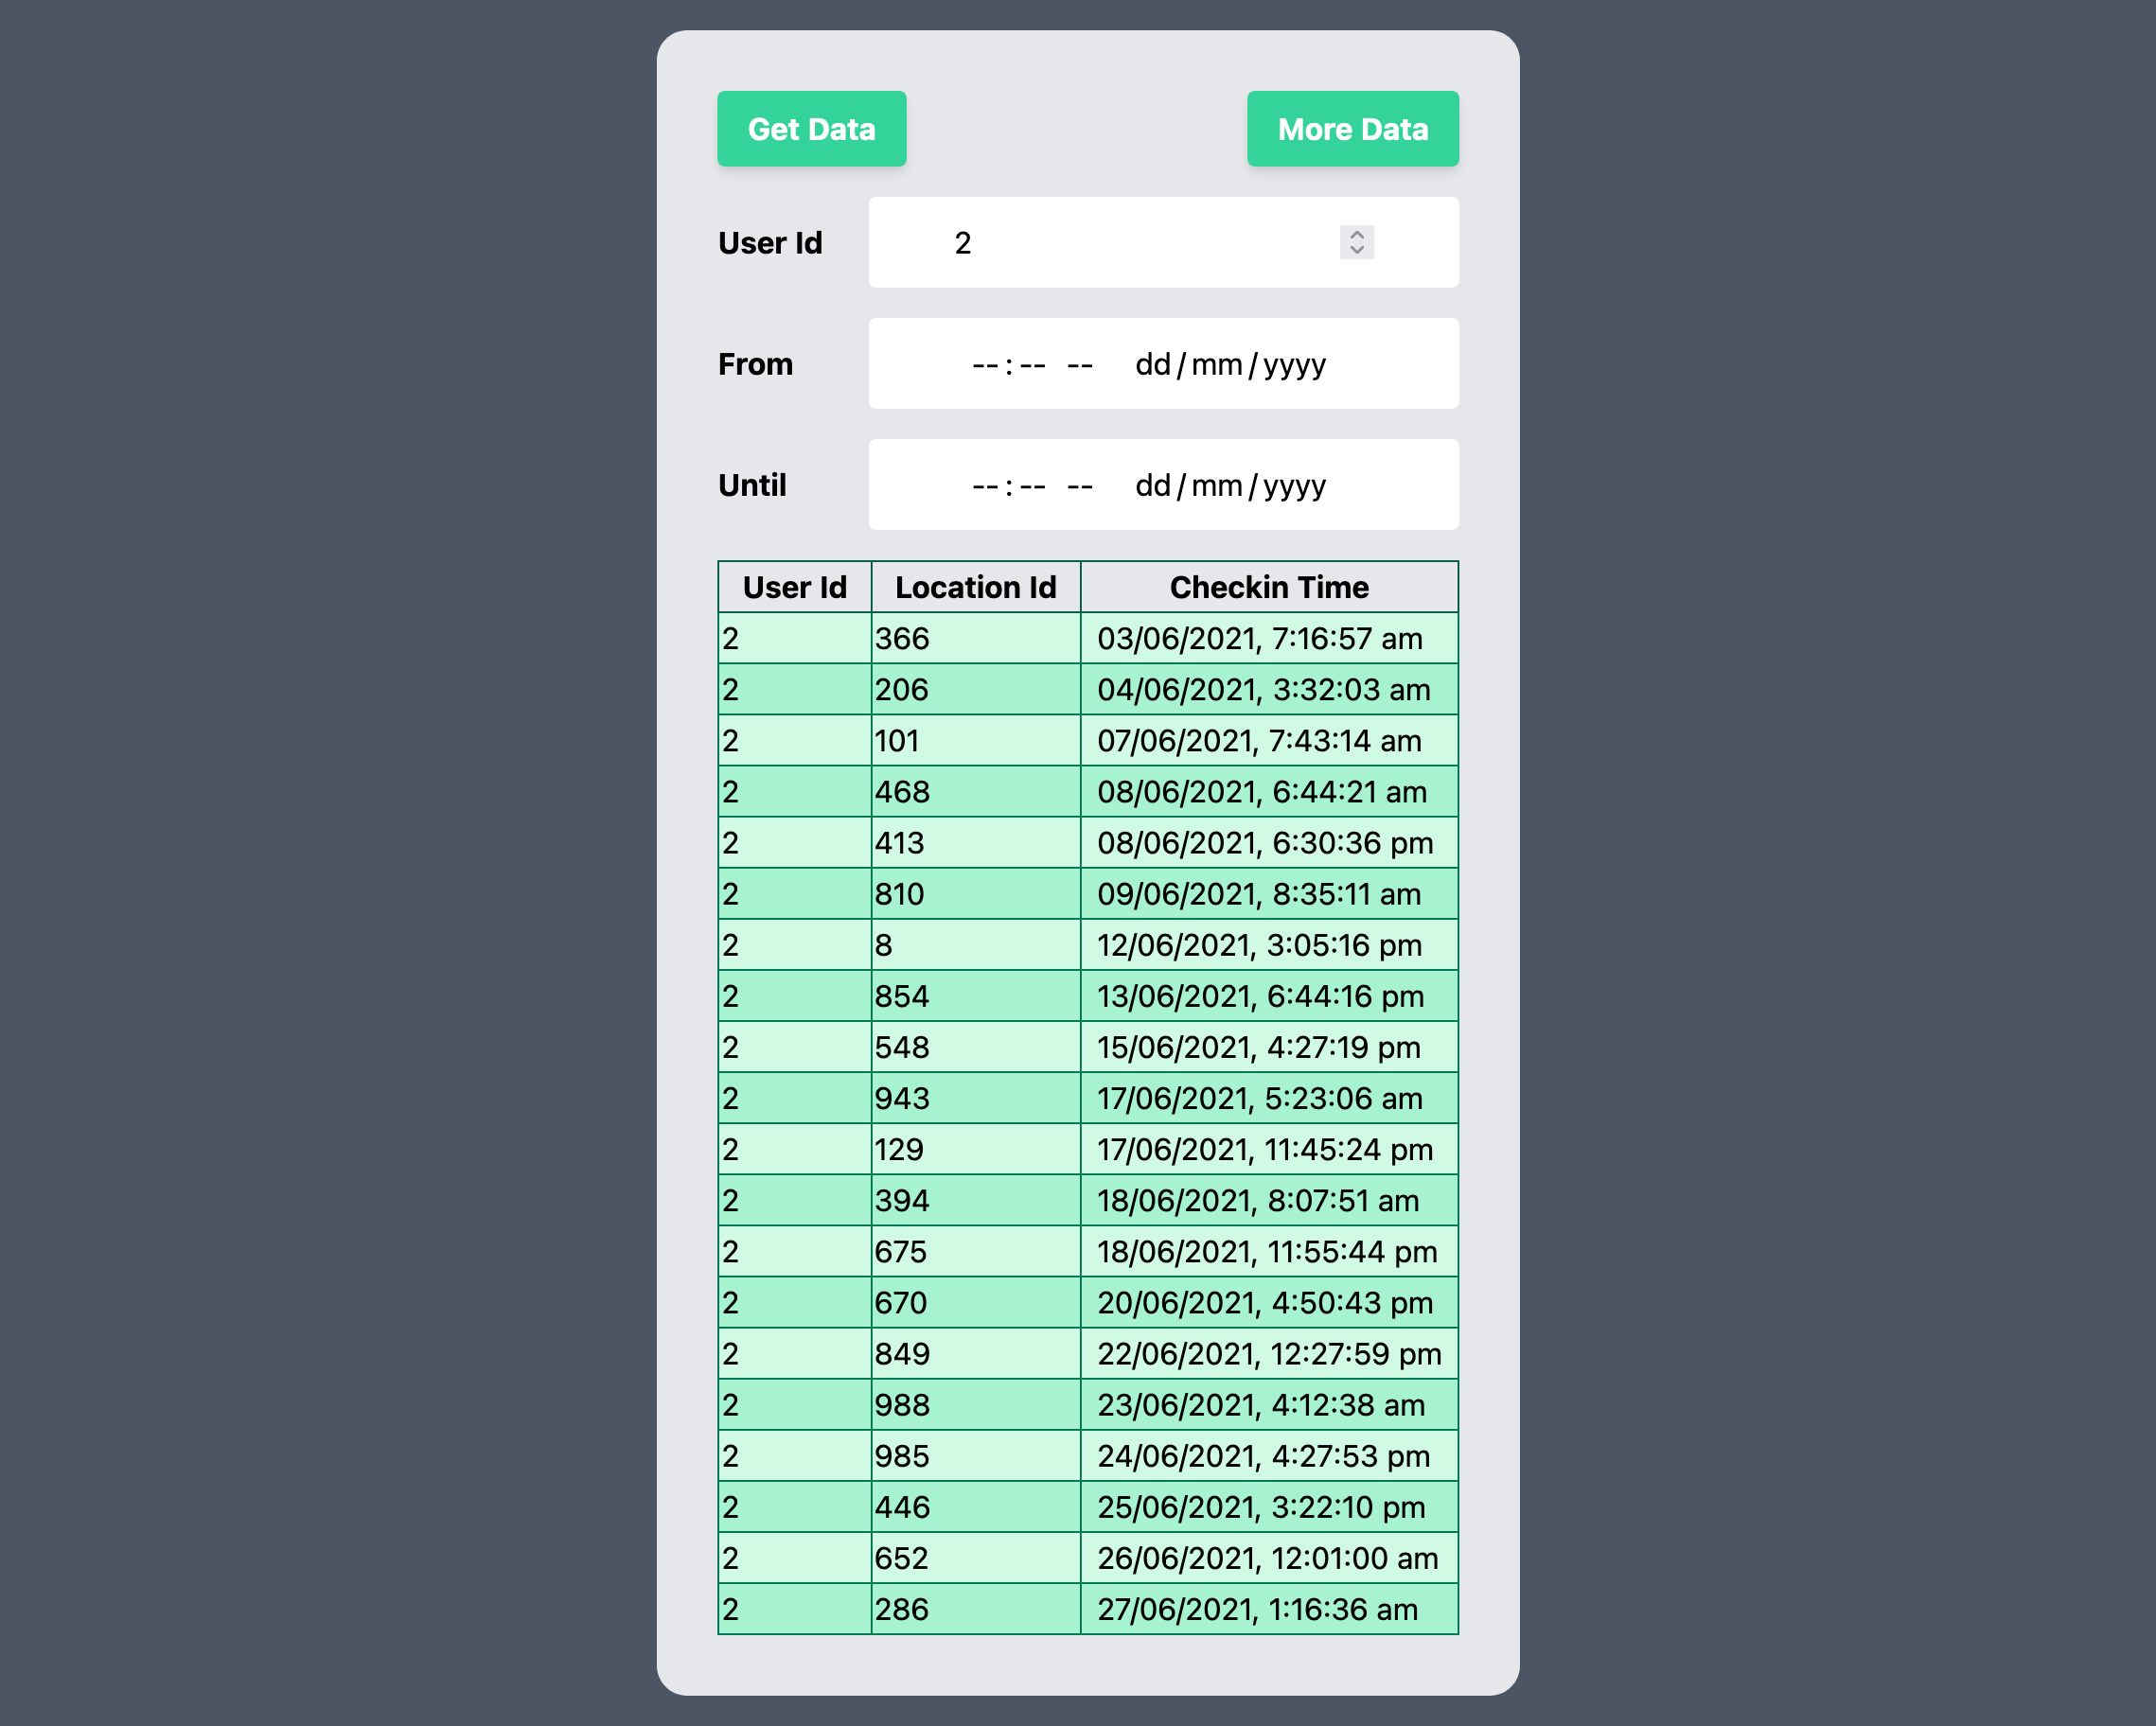 Get Data More Data
User Id 2
From --:-- -- dd/mm/yyyy
Until --:-- -- dd/mm/yyyy
User Id Location Id Checkin Time
2 366 03/06/2021, 7:16:57 am
2 206 04/06/2021, 3:32:03 am
2 101 07/06/2021, 7:43:14 am
2 468 08/06/2021, 6:44:21 am
2 413 08/06/2021, 6:30:36 pm
2 810 09/06/2021, 8:35:11 am
2 8 12/06/2021, 3:05:16 pm
2 854 13/06/2021, 6:44:16 pm
2 548 15/06/2021, 4:27:19 pm
2 943 17/06/2021, 5:23:06 am
2 129 17/06/2021, 11:45:24 pm
2 394 18/06/2021, 8:07:51 am
2 675 18/06/2021, 11:55:44 pm
2 670 20/06/2021, 4:50:43 pm
2 849 22/06/2021, 12:27:59 pm
2 988 23/06/2021, 4:12:38 am
2 985 24/06/2021, 4:27:53 pm
2 446 25/06/2021, 3:22:10 pm
2 652 26/06/2021, 12:01:00 am
2 286 27/06/2021, 1:16:36 am